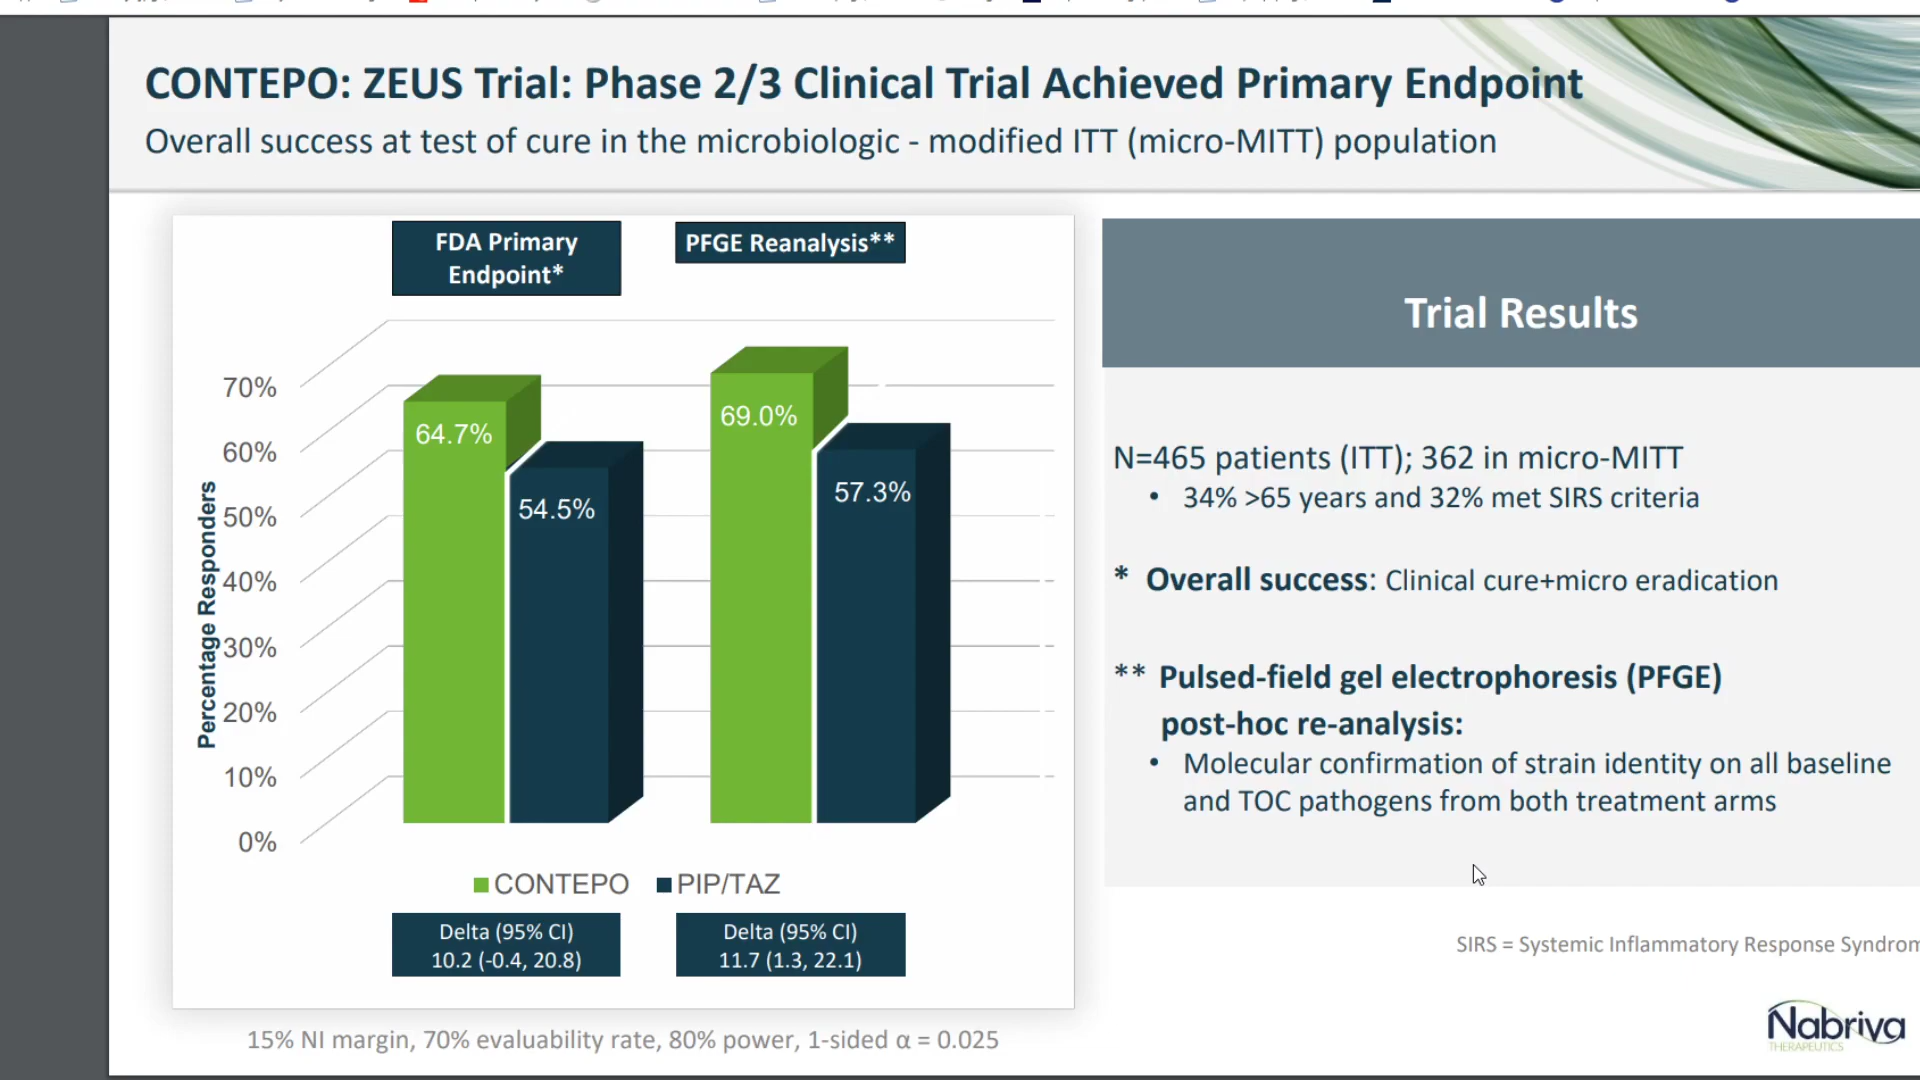 CONTEPO: ZEUS Trial: Phase 2/3 Clinical Trial Achieved Primary Endpoint
Overall success at test of cure in the microbiologic - modified ITT (micro-MITT) population
FDA Primary
Endpoint*
PFGE Reanalysis**
Percentage Responders
70%
60%
50%
40%
30%
20%
10%
0%
64.7%
54.5%
69.0%
57.3%
CONTEPO PIP/TAZ
Delta (95% CI)
10.2 (-0.4, 20.8)
Delta (95% CI)
11.7 (1.3, 22.1)
15% NI margin, 70% evaluability rate, 80% power, 1-sided α = 0.025
Trial Results
N=465 patients (ITT); 362 in micro-MITT
• 34% >65 years and 32% met SIRS criteria
* Overall success: Clinical cure+micro eradication
** Pulsed-field gel electrophoresis (PFGE)
post-hoc re-analysis:
• Molecular confirmation of strain identity on all baseline
and TOC pathogens from both treatment arms
SIRS = Systemic Inflammatory Response Syndrom
Nabriva
THERAPEUTICS